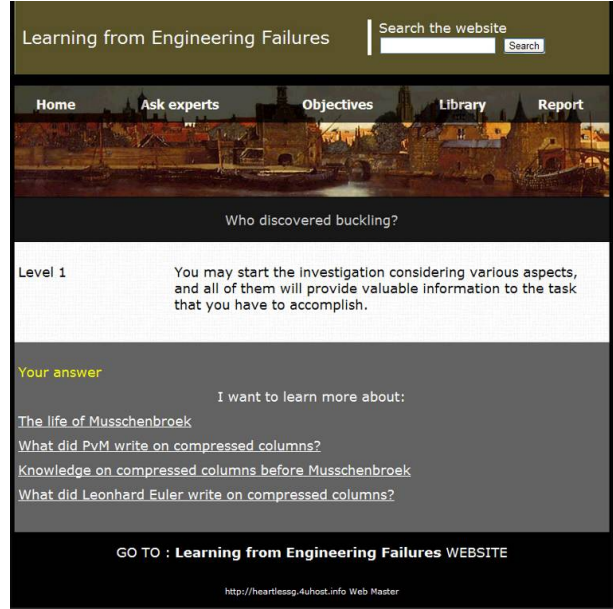 Learning from Engineering Failures
Search the website
Search
Home Ask experts Objectives Library Report
Who discovered buckling?
Level 1
You may start the investigation considering various aspects,
and all of them will provide valuable information to the task
that you have to accomplish.
Your answer
I want to learn more about:
The life of Musschenbroek
What did PvM write on compressed columns?
Knowledge on compressed columns before Musschenbroek
What did Leonhard Euler write on compressed columns?
GO TO : Learning from Engineering Failures WEBSITE
http://heartlessg.4uhost.info Web Master